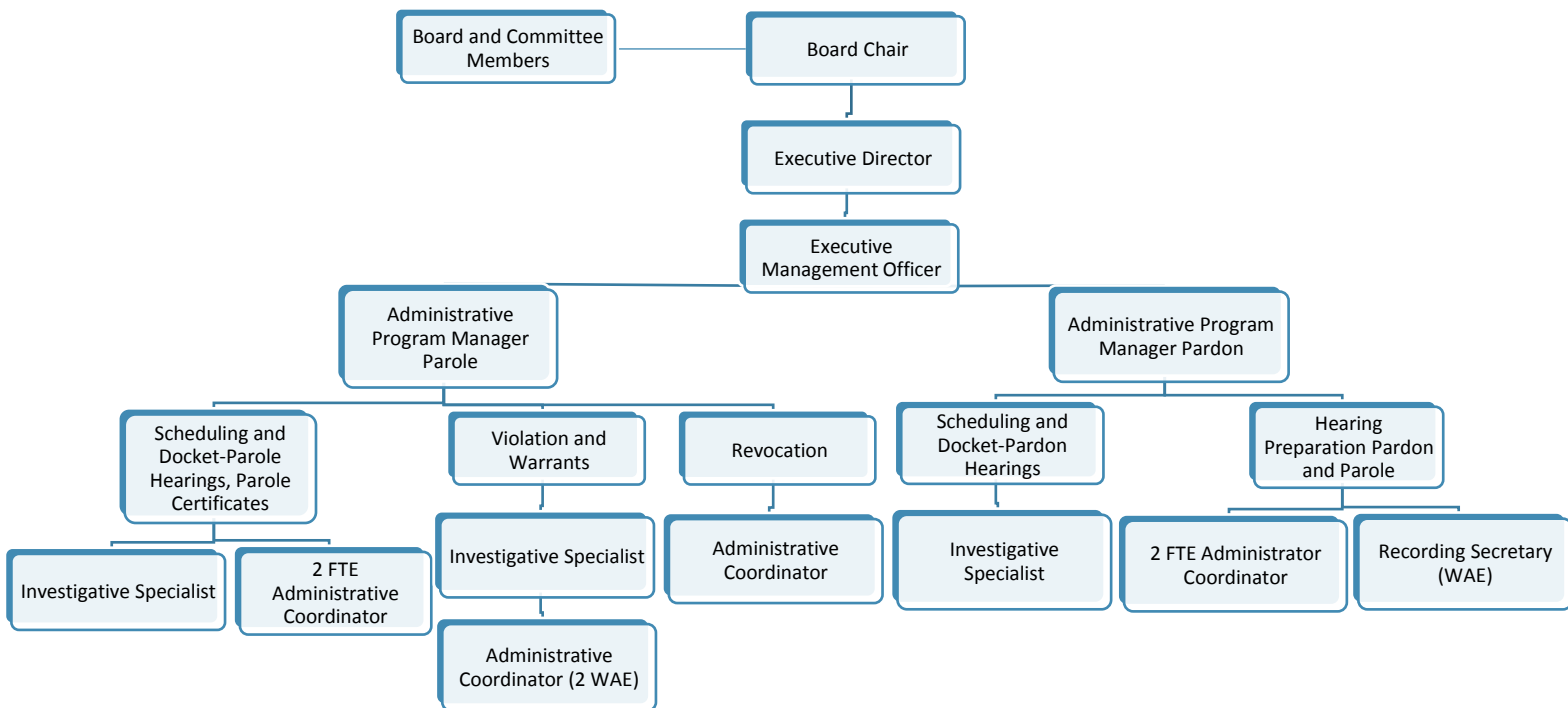 Board and Committee
Members
Board Chair
Executive Director
Executive
Management Officer
Administrative
Program Manager
Parole
Administrative Program
Manager Pardon
Scheduling and
Docket-Parole
Hearings, Parole
Certificates
Violation and
Warrants
Revocation
Scheduling and
Docket-Pardon
Hearings
Hearing
Preparation Pardon
and Parole
Investigative Specialist
2 FTE
Administrative
Coordinator
Investigative Specialist
Administrative
Coordinator
Investigative
Specialist
2 FTE Administrator
Coordinator
Recording Secretary
(WAE)
Administrative
Coordinator (2 WAE)